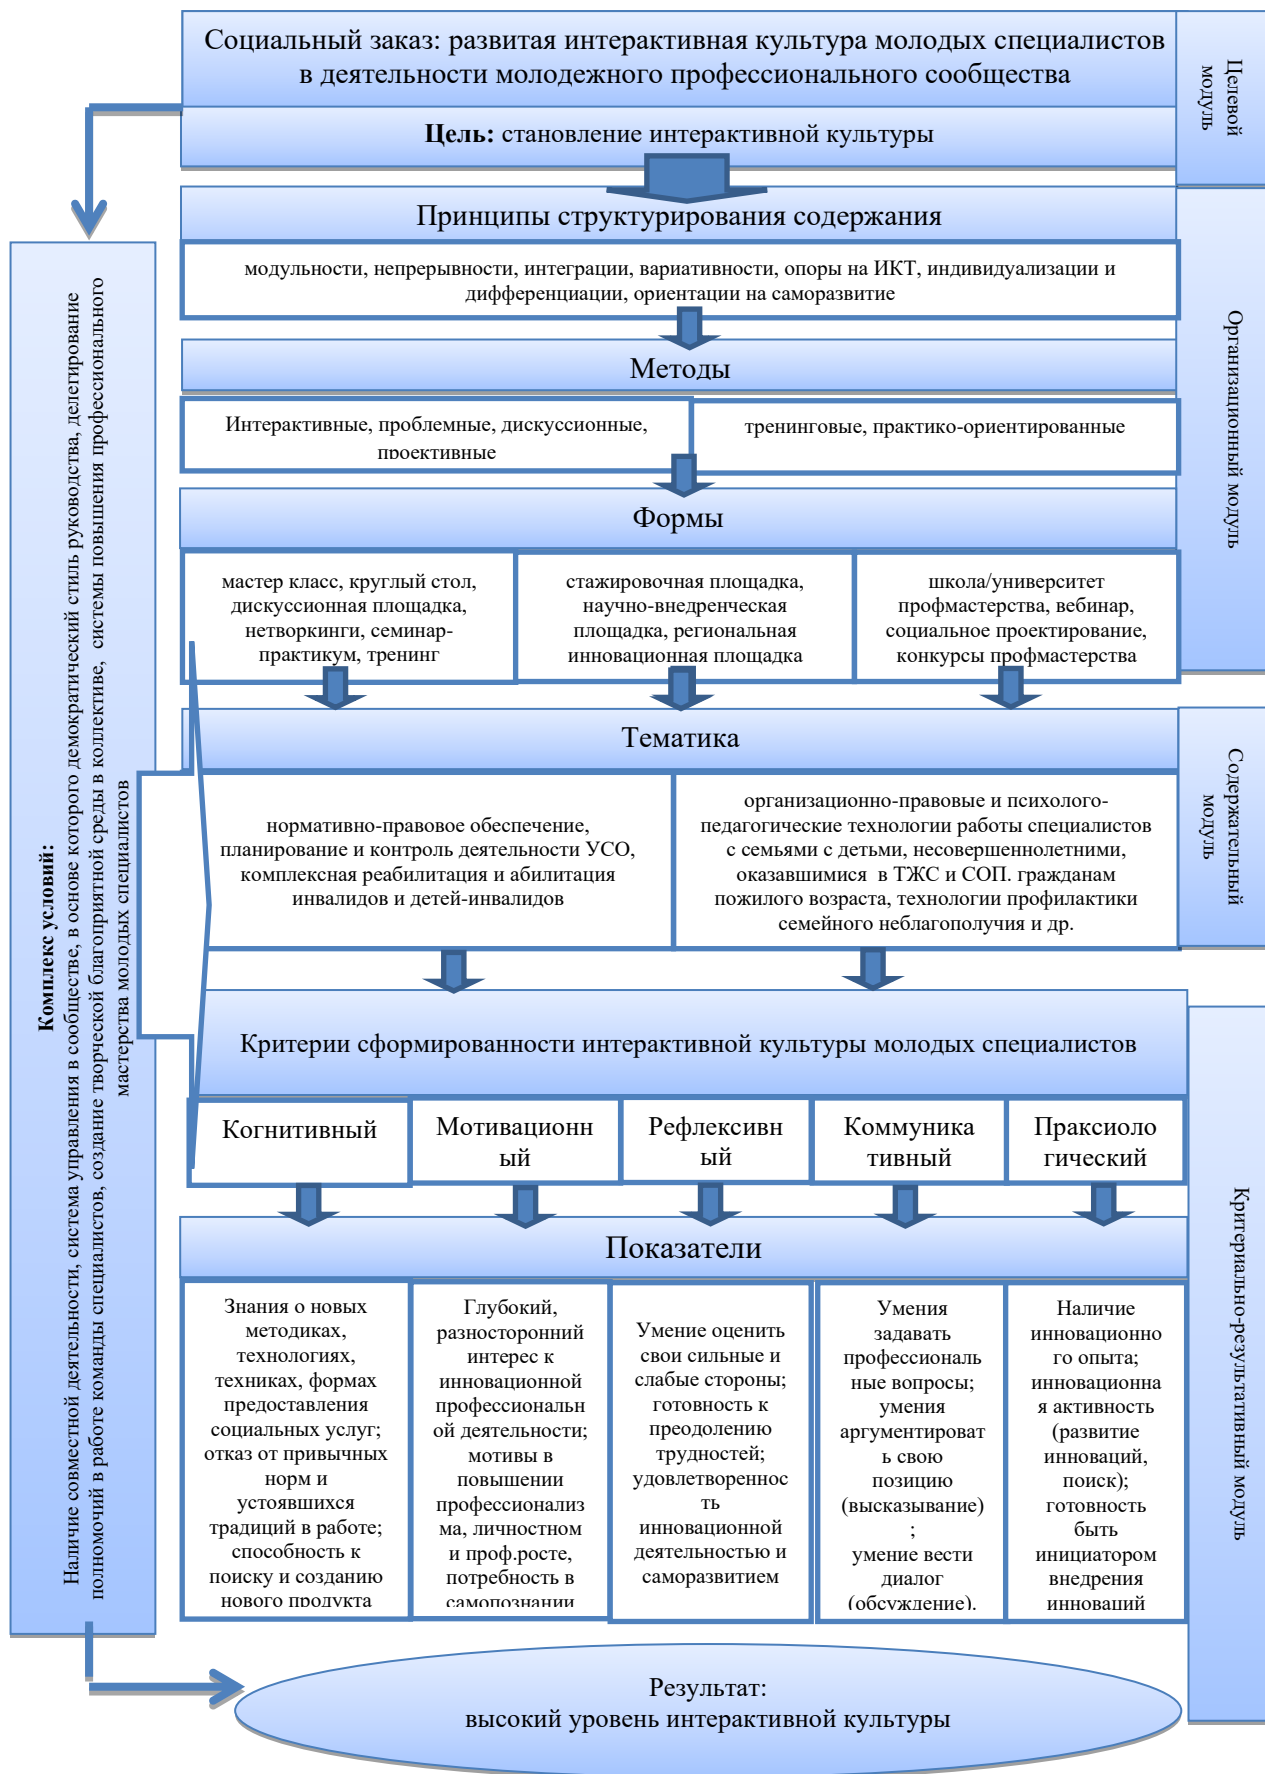 Социальный заказ: развитая интерактивная культура молодых специалистов
в деятельности молодежного профессионального сообщества
Цель: становление интерактивной культуры
Целевой
модуль
Принципы структурирования содержания
модульности, непрерывности, интеграции, вариативности, опоры на ИКТ, индивидуализации и
дифференциации, ориентации на саморазвитие
Методы
Интерактивные, проблемные, дискуссионные,
проективные
тренинговые, практико-ориентированные
Формы
мастер класс, круглый стол,
дискуссионная площадка,
нетворкинги, семинар-
практикум, тренинг
стажировочная площадка,
научно-внедренческая
площадка, региональная
инновационная площадка
школа/университет
профмастерства, вебинар,
социальное проектирование,
конкурсы профмастерства
Организационный модуль
Тематика
нормативно-правовое обеспечение,
планирование и контроль деятельности УСО,
комплексная реабилитация и абилитация
инвалидов и детей-инвалидов
организационно-правовые и психолого-
педагогические технологии работы специалистов
с семьями с детьми, несовершеннолетними,
оказавшимися в ТЖС и СОП. гражданам
пожилого возраста, технологии профилактики
семейного неблагополучия и др.
Содержательный
модуль
Комплекс условий:
Наличие совместной деятельности, система управления в сообществе, в основе которого демократический стиль руководства, делегирование
полномочий в работе команды специалистов, создание творческой благоприятной среды в коллективе, системы повышения профессионального
мастерства молодых специалистов
Критерии сформированности интерактивной культуры молодых специалистов
Когнитивный
Мотивационн
ый
Рефлексивн
ый
Коммуника
тивный
Праксиоло
гический
Показатели
Знания о новых
методиках,
технологиях,
техниках, формах
предоставления
социальных услуг;
отказ от привычных
норм и
устоявшихся
традиций в работе;
способность к
поиску и созданию
нового продукта
Глубокий,
разносторонний
интерес к
инновационной
профессиональн
ой деятельности;
мотивы в
повышении
профессионализ
ма, личностном
и проф.росте,
потребность в
самопознании
Умение оценить
свои сильные и
слабые стороны;
готовность к
преодолению
трудностей;
удовлетвореннос
ть
инновационной
деятельностью и
саморазвитием
Умения
задавать
профессиональ
ные вопросы;
умения
аргументироват
ь свою
позицию
(высказывание)
;
умение вести
диалог
(обсуждение).
Наличие
инновационно
го опыта;
инновационна
я активность
(развитие
инноваций,
поиск);
готовность
быть
инициатором
внедрения
инноваций
Критериально-результативный модуль
Результат:
высокий уровень интерактивной культуры